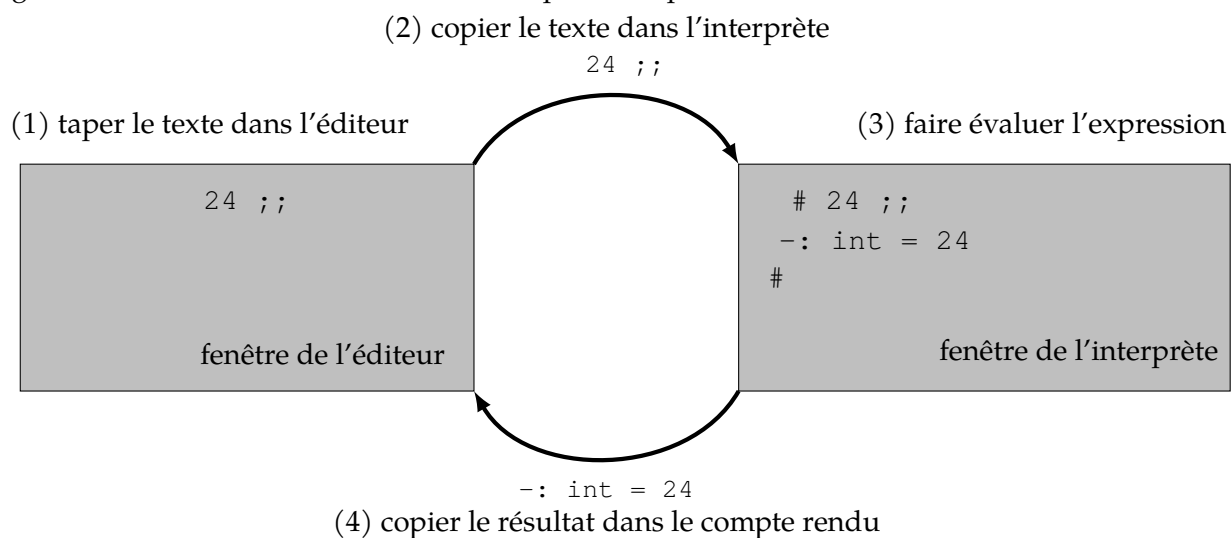 (2) copier le texte dans l'interprète
24 ;;
(1) taper le texte dans l'éditeur
(3) faire évaluer l'expression
24 ;;
fenêtre de l'éditeur
# 24 ;;
-: int = 24
#
fenêtre de l'interprète
-: int = 24
(4) copier le résultat dans le compte rendu